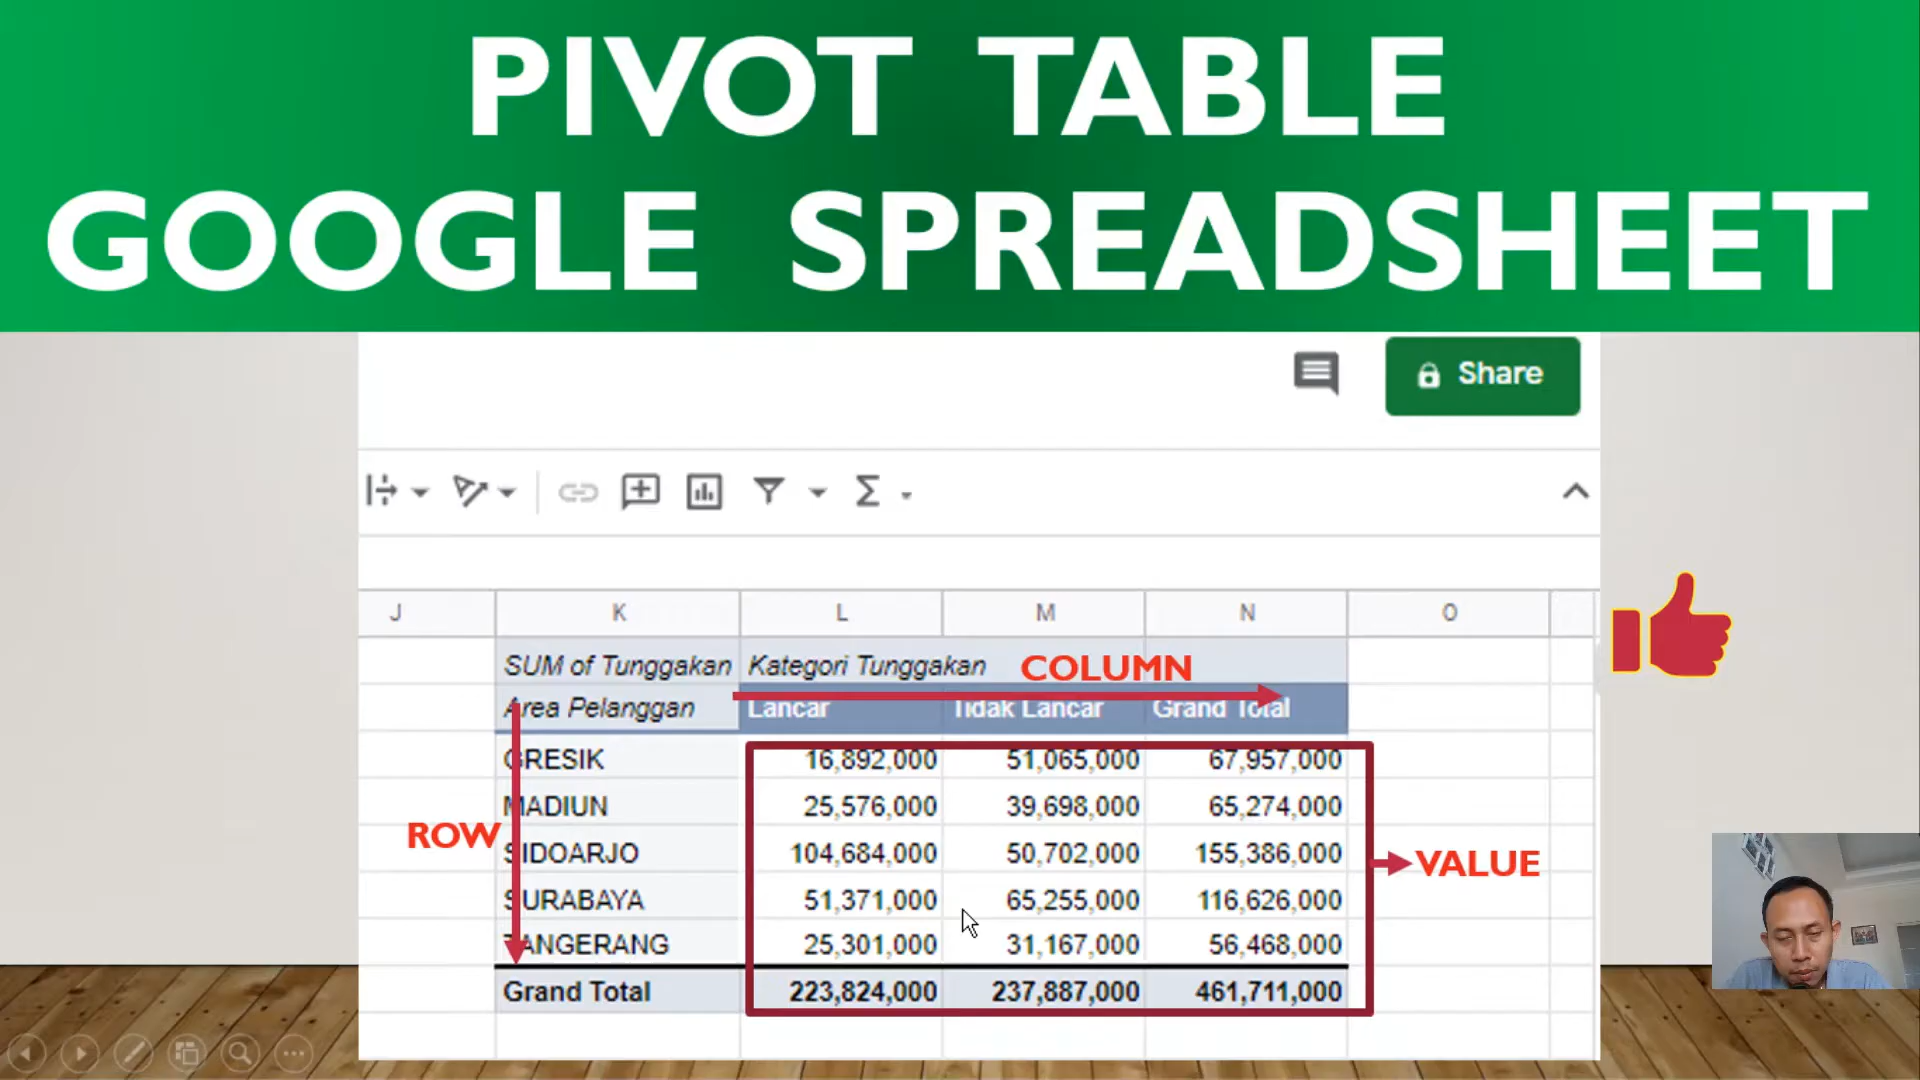 PIVOT TABLE
GOOGLE SPREADSHEET
Share
J K L M N O
SUM of Tunggakan Kategori Tunggakan COLUMN
Area Pelanggan Lancar Tidak Lancar Grand Total
GRESIK 16,892,000 51,065,000 67,957,000
MADIUN 25,576,000 39,698,000 65,274,000
ROW
SIDOARJO 104,684,000 50,702,000 155,386,000
VALUE
SURABAYA 51,371,000 65,255,000 116,626,000
TANGERANG 25,301,000 31,167,000 56,468,000
Grand Total 223,824,000 237,887,000 461,711,000